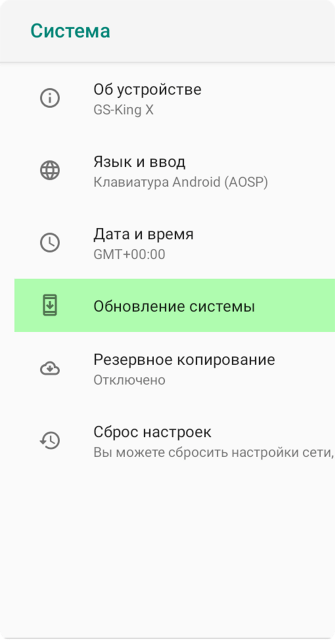 Система
Об устройстве
GS-King X
Язык и ввод
Клавиатура Android (AOSP)
Дата и время
GMT+00:00
Обновление системы
Резервное копирование
Отключено
Сброс настроек
Вы можете сбросить настройки сети,